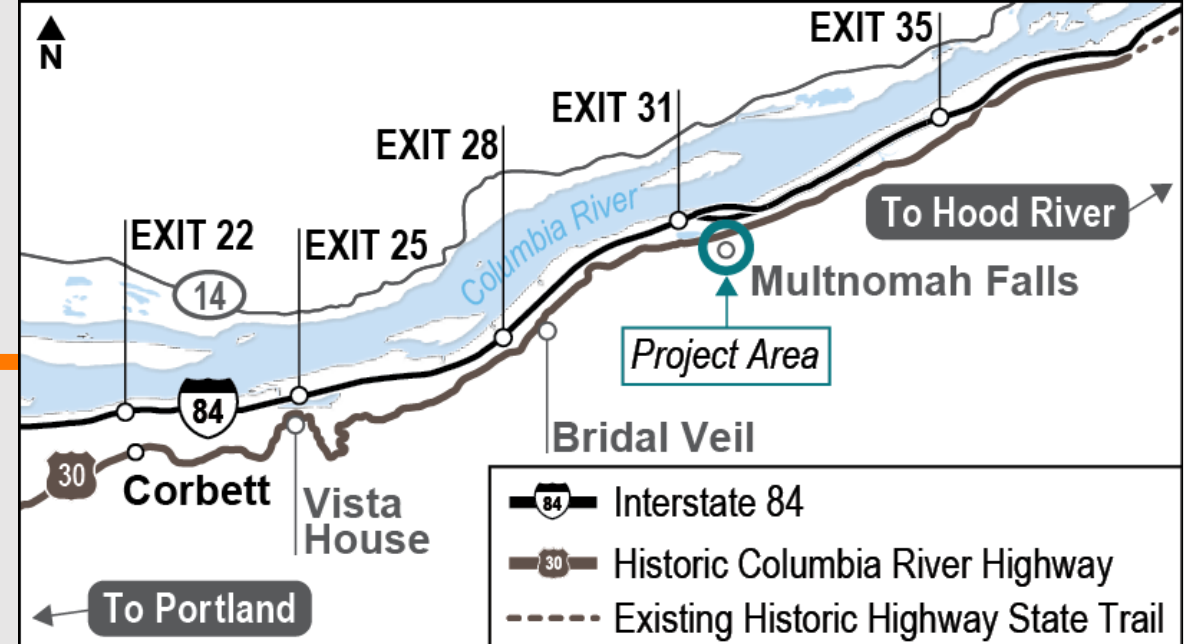 N
EXIT 35
EXIT 31
EXIT 28
To Hood River
EXIT 22
EXIT 25
Columbia River
14
Multnomah Falls
Project Area
84
Bridal Veil
30
Corbett
Vista
House
84
Interstate 84
30
Historic Columbia River Highway
To Portland
Existing Historic Highway State Trail